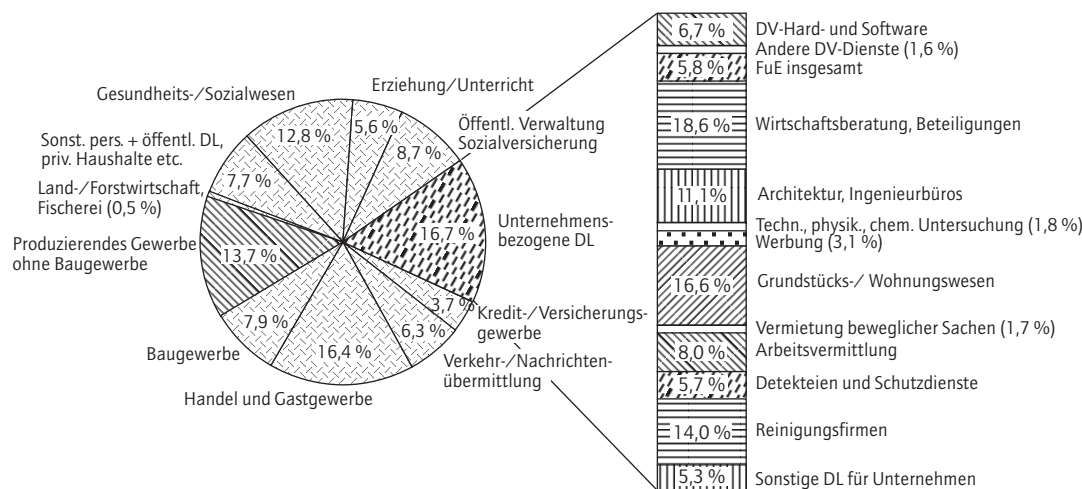 Gesundheits-/Sozialwesen
12,8 %
Erziehung/Unterricht
5,6 %
Öffentl. Verwaltung
Sozialversicherung
8,7 %
Unternehmens-
bezogene DL
16,7 %
Kredit-/Versicherungs-
gewerbe
3,7 %
Verkehr-/Nachrichten-
übermittlung
6,3 %
Handel und Gastgewerbe
16,4 %
Baugewerbe
7,9 %
Produzierendes Gewerbe
ohne Baugewerbe
13,7 %
Land-/Forstwirtschaft,
Fischerei (0,5 %)
Sonst. pers. + öffentl. DL,
priv. Haushalte etc.
7,7 %
6,7 % DV-Hard- und Software
Andere DV-Dienste (1,6 %)
5,8 % FuE insgesamt
18,6 % Wirtschaftsberatung, Beteiligungen
11,1% Architektur, Ingenieurbüros
Techn., physik., chem. Untersuchung (1,8 %)
Werbung (3,1 %)
16,6 % Grundstücks-/ Wohnungswesen
Vermietung beweglicher Sachen (1,7 %)
8,0 % Arbeitsvermittlung
5,7 % Detekteien und Schutzdienste
14,0 % Reinigungsfirmen
5,3 % Sonstige DL für Unternehmen